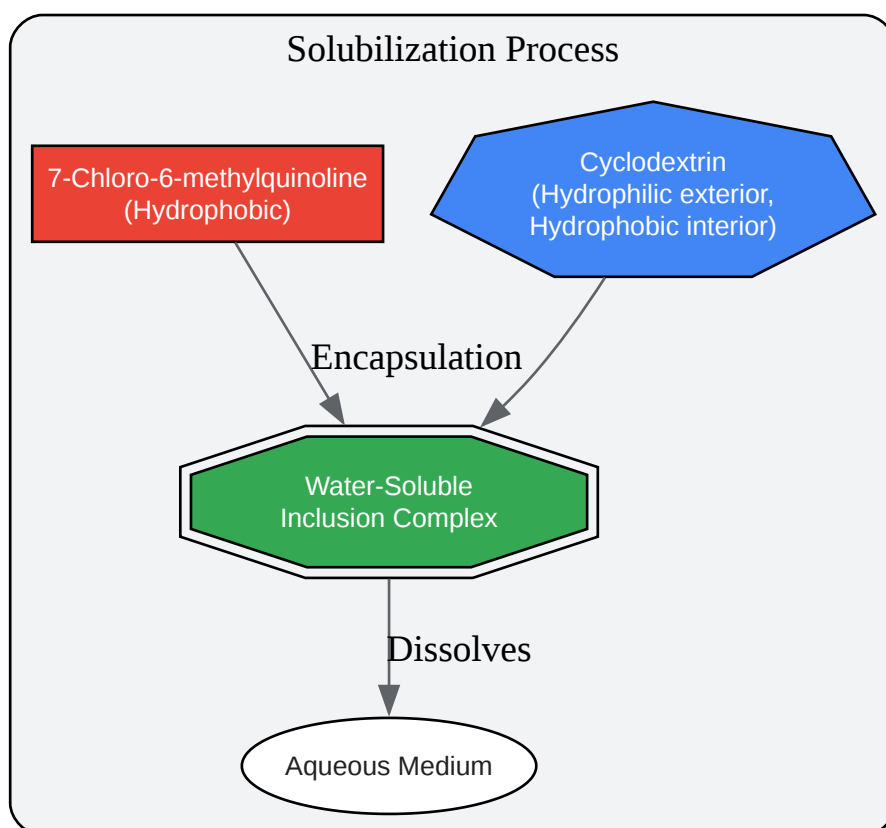 Solubilization Process
7-Chloro-6-methylquinoline
(Hydrophobic)
Cyclodextrin
(Hydrophilic exterior,
Hydrophobic interior)
Encapsulation
Water-Soluble
Inclusion Complex
Dissolves
Aqueous Medium